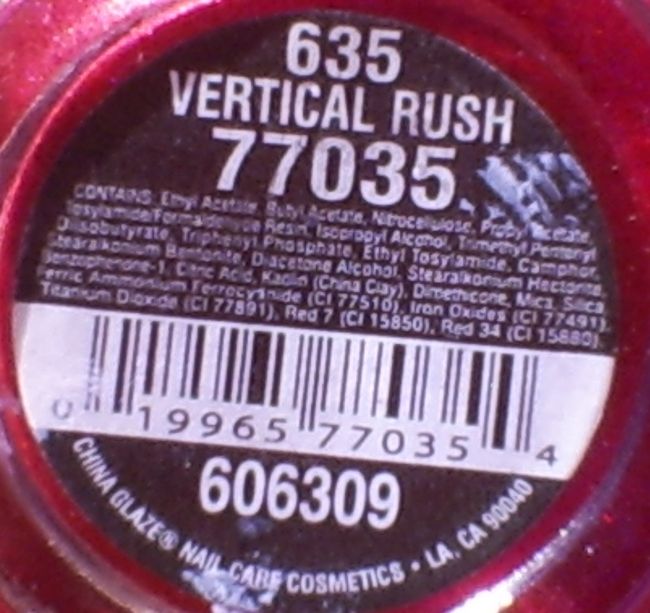 635
VERTICAL RUSH
77035
CONTAINS: Ethyl Acetate, Butyl Acetate, Nitrocellulose, Propyl Acetate,
Tosylamide/Formaldehyde Resin, Isopropyl Alcohol, Trimethyl Pentanyl
Diisobutyrate, Triphenyl Phosphate, Ethyl Tosylamide, Camphor,
Stearalkonium Bentonite, Diacetone Alcohol, Stearalkonium Hectorite,
Benzophenone-1, Citric Acid, Kaolin (China Clay), Dimethicone, Mica, Silica
Ferric Ammonium Ferrocyanide (CI 77510), Iron Oxides (CI 77491),
Titanium Dioxide (CI 77891), Red 7 (CI 15850), Red 34 (CI 15880)
0 19965 77035 4
606309
CHINA GLAZE® NAIL CARE COSMETICS • LA, CA 90040